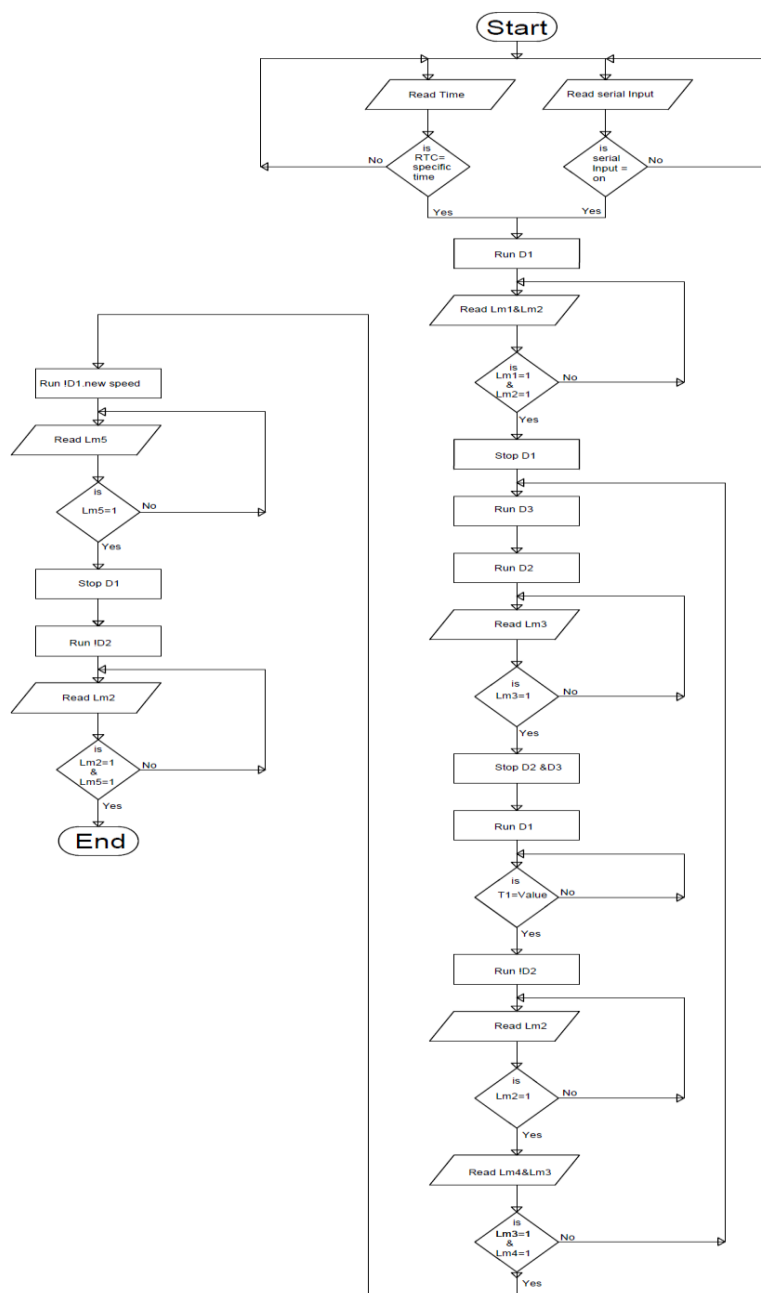 Start
Read Time
Read serial Input
is
RTC=
specific
time
No
Yes
is
serial
Input =
on
No
Yes
Run D1
Read Lm1&Lm2
is
Lm1=1
&
Lm2=1
No
Yes
Stop D1
Run D3
Run D2
Read Lm3
is
Lm3=1
No
Yes
Stop D2 &D3
Run D1
is
T1=Value
No
Yes
Run !D2
Read Lm2
is
Lm2=1
No
Yes
Read Lm4&Lm3
is
Lm3=1
&
Lm4=1
No
Yes
Run !D1.new speed
Read Lm5
is
Lm5=1
No
Yes
Stop D1
Run !D2
Read Lm2
is
Lm2=1
&
Lm5=1
No
Yes
End